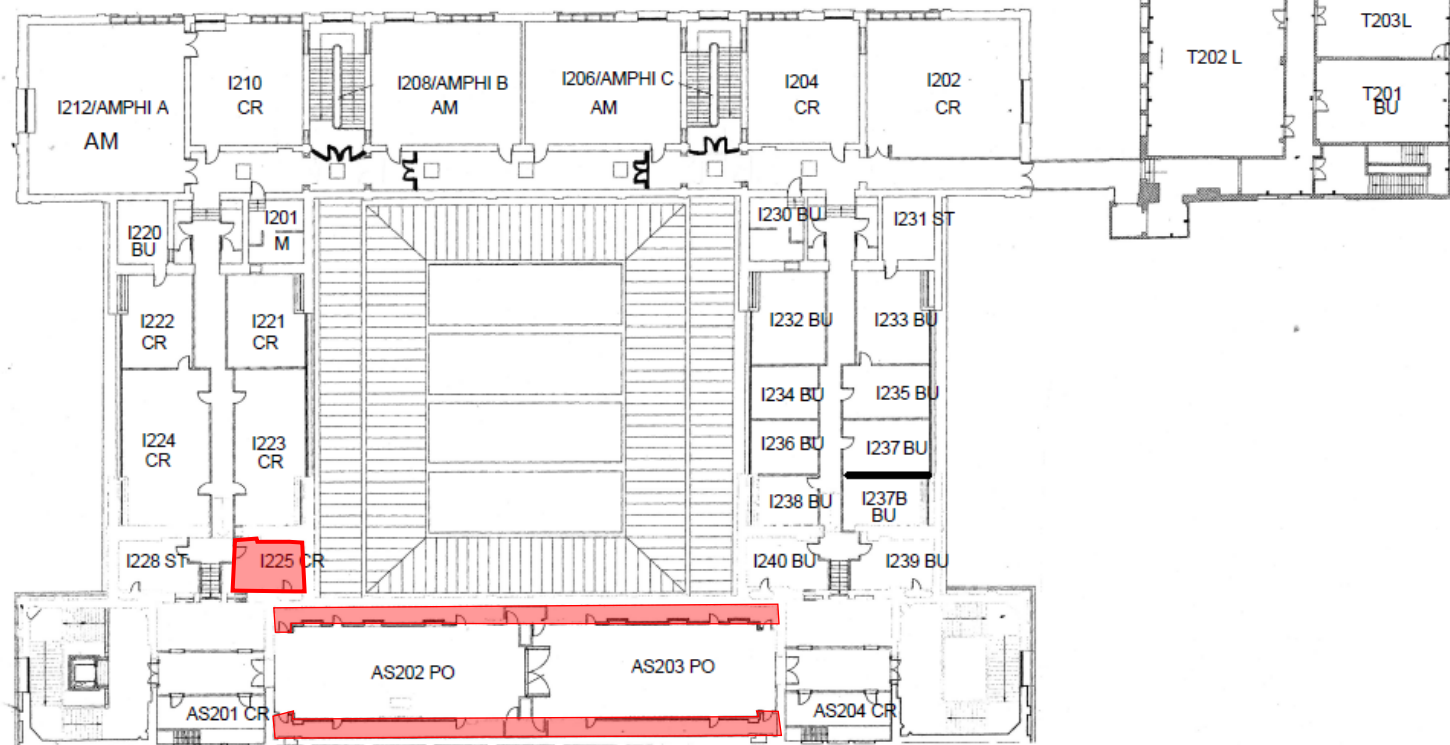 T203L
T202 L
I210
CR
I208/AMPHI B
AM
I206/AMPHI C
AM
I204
CR
I202
CR
I212/AMPHI A
AM
T201
BU
I201
M
I220
BU
I230 BU
I231 ST
I222
CR
I221
CR
I232 BU
I233 BU
I234 BU
I235 BU
I224
CR
I223
CR
I236 BU
I237 BU
I238 BU
I237B
BU
I228 ST
I225 CR
I240 BU
I239 BU
AS202 PO
AS203 PO
AS201 CR
AS204 CR